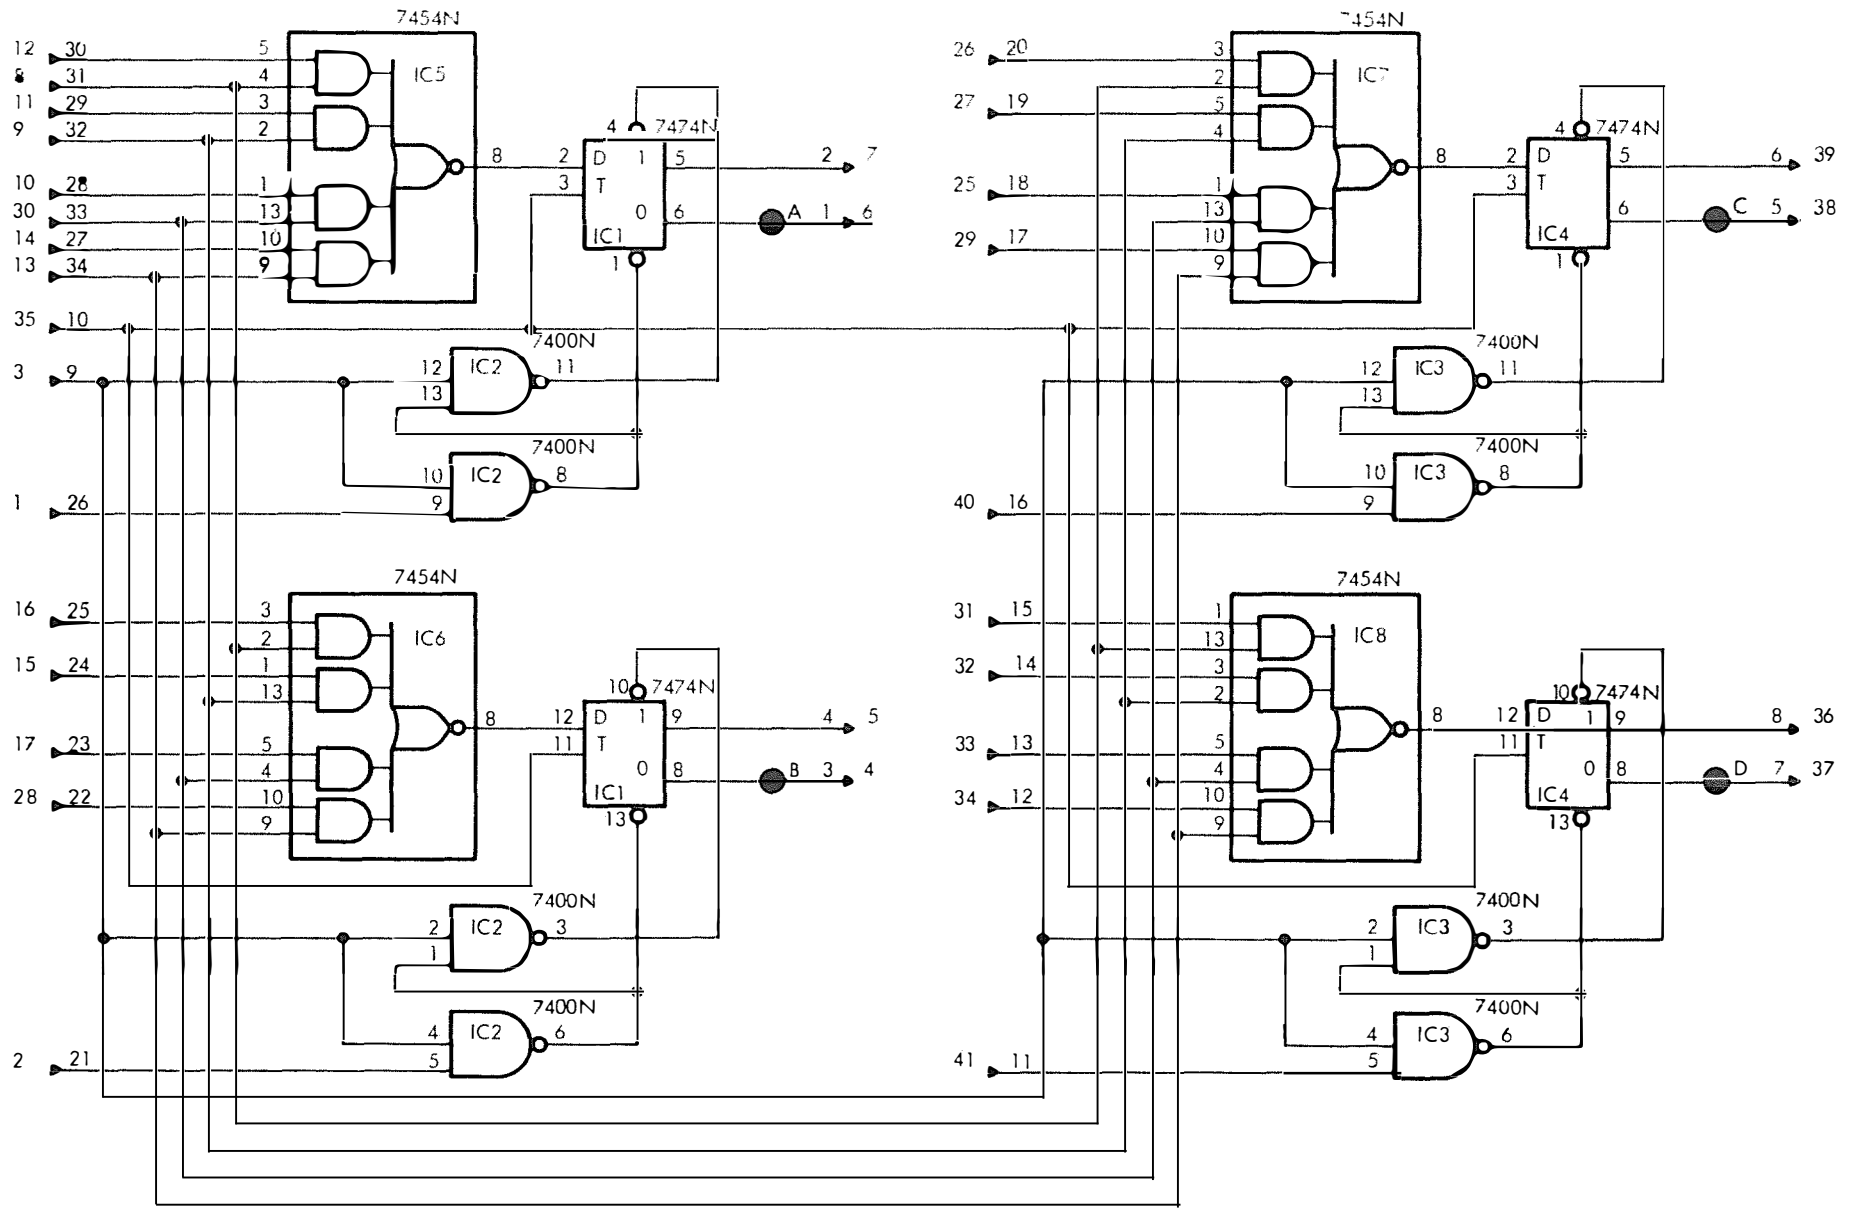 7454N
12 30 5
IC5
31 4
11 29 3
9 32 2
4 7474N
8 2 D 1 5 2 7
3 T
10 28 1
30 33 13
0 6 A 1 6
14 27 10
IC1
13 34 9
1
35 10
7400N
3 9 12 IC2 11
13
7400N
10 IC2 8
1 26 9
7454N
16 25 3
IC6
2
15 24 1
13
10 7474N
8 12 D 1 9 4 5
11 T
17 23 5
4
0 8 B 3 4
28 22 10
IC1
9
13
7400N
2 IC2 3
1
7400N
4 IC2 6
2 21 5
7454N
26 20 3
IC7
2
27 19 5
4
4 7474N
8 2 D 5 6 39
3 T
25 18 1
13
6 C 5 38
29 17 10
IC4
9
1
7400N
12 IC3 11
13
7400N
10 IC3 8
40 16 9
7454N
31 15 1
IC8
13
32 14 3
2
10 7474N
8 12 D 1 9 8 36
11 T
33 13 5
4
0 8 D 7 37
34 12 10
IC4
9
13
7400N
2 IC3 3
1
7400N
4 IC3 6
41 11 5